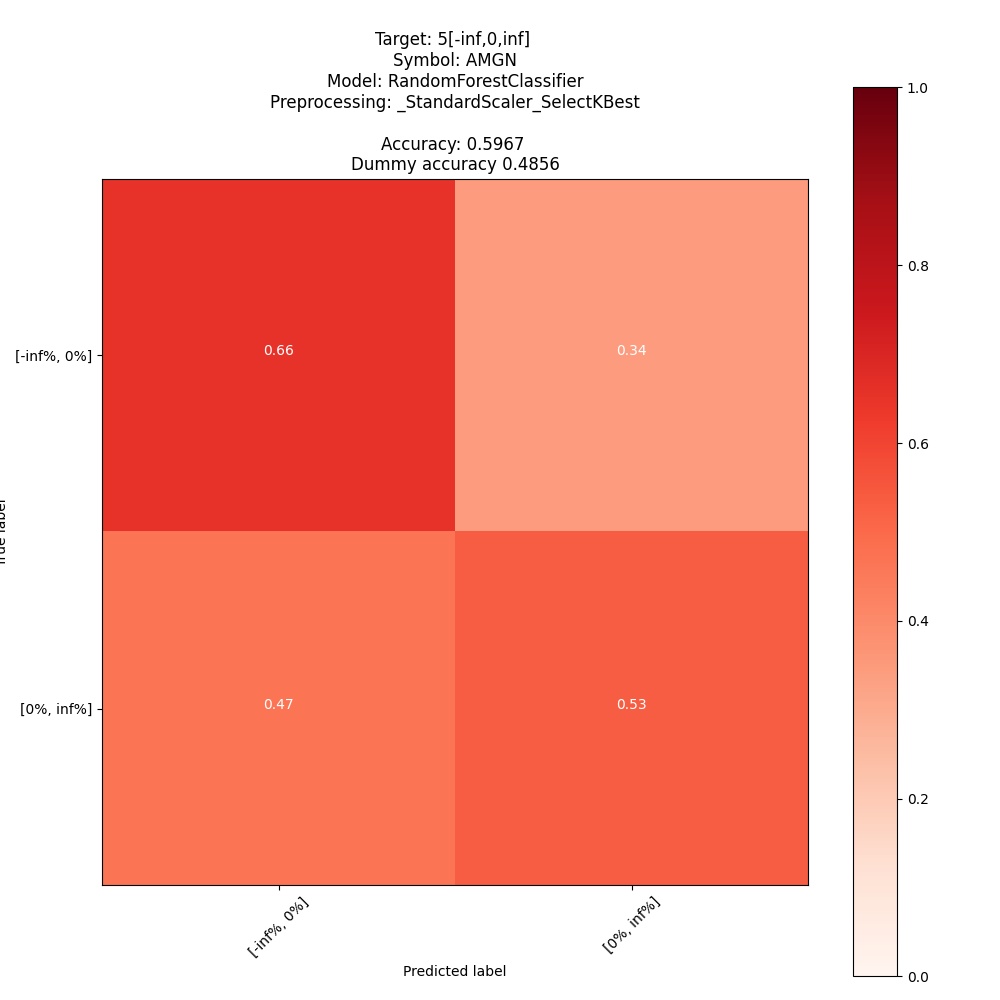 Target: 5[-inf,0,inf]
Symbol: AMGN
Model: RandomForestClassifier
Preprocessing: _StandardScaler_SelectKBest
Accuracy: 0.5967
Dummy accuracy 0.4856
1.0
0.8
0.6
0.4
0.2
0.0
[-inf%, 0%]
0.66
0.34
label
[0%, inf%]
0.47
0.53
[-inf%, 0%]
[0%, inf%]
Predicted label